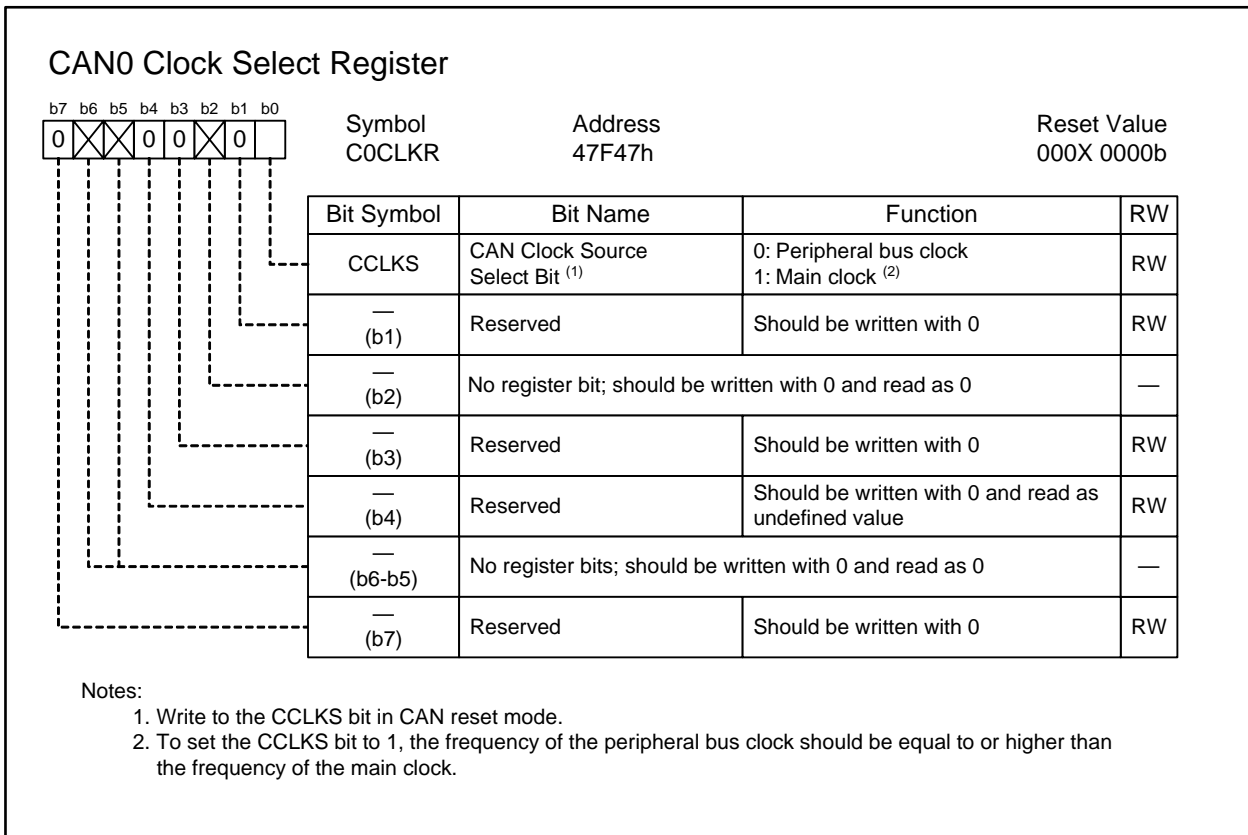 CAN0 Clock Select Register
b7 b6 b5 b4 b3 b2 b1 b0
0 0 0 0
Symbol Address Reset Value
C0CLKR 47F47h 000X 0000b
Bit Symbol Bit Name Function RW
CCLKS CAN Clock Source Select Bit (1) 0: Peripheral bus clock 1: Main clock (2) RW
— (b1) Reserved Should be written with 0 RW
— (b2) No register bit; should be written with 0 and read as 0 —
— (b3) Reserved Should be written with 0 RW
— (b4) Reserved Should be written with 0 and read as undefined value RW
— (b6-b5) No register bits; should be written with 0 and read as 0 —
— (b7) Reserved Should be written with 0 RW
Notes:
1. Write to the CCLKS bit in CAN reset mode.
2. To set the CCLKS bit to 1, the frequency of the peripheral bus clock should be equal to or higher than
the frequency of the main clock.